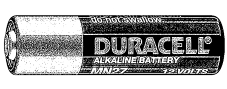 do not swallow.
DURACELL®
ALKALINE BATTERY
MN27 12 VOLTS